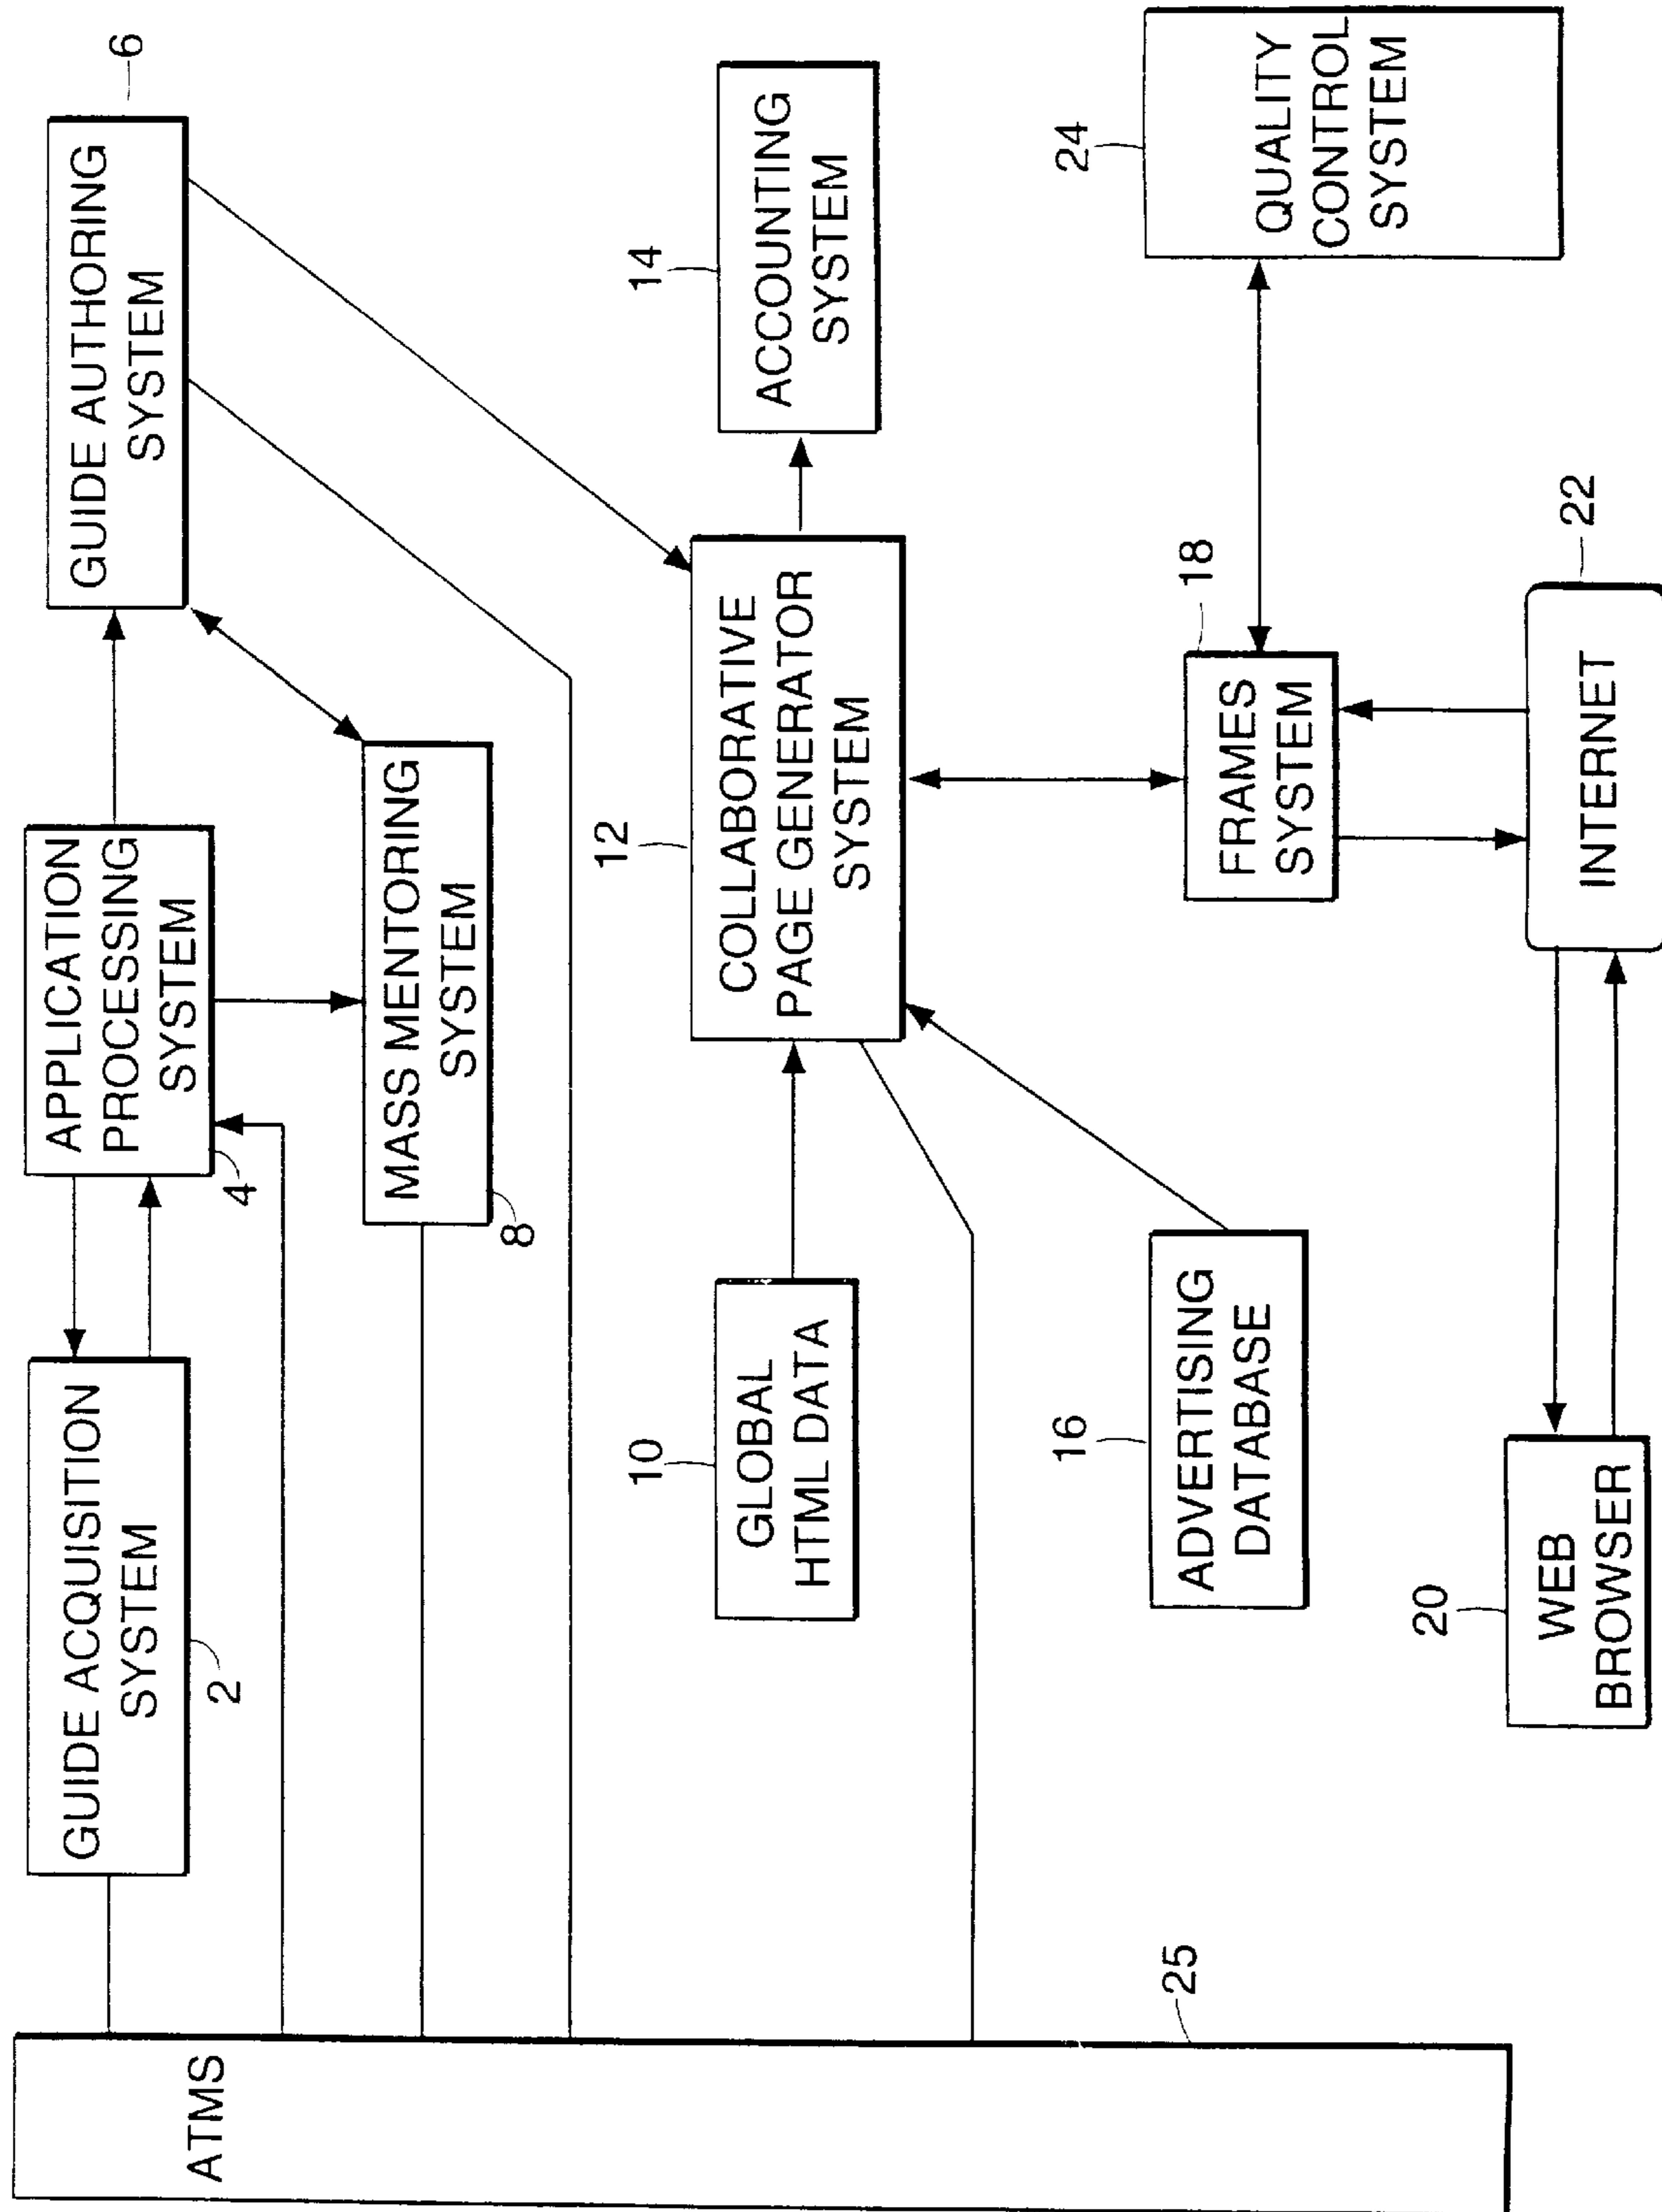 ATMS
25
GUIDE ACQUISITION
SYSTEM
2
APPLICATION
PROCESSING
SYSTEM
4
GUIDE AUTHORING
SYSTEM
6
MASS MENTORING
SYSTEM
8
GLOBAL
HTML DATA
10
COLLABORATIVE
PAGE GENERATOR
SYSTEM
12
ACCOUNTING
SYSTEM
14
ADVERTISING
DATABASE
16
FRAMES
SYSTEM
18
QUALITY
CONTROL
SYSTEM
24
WEB
BROWSER
20
INTERNET
22